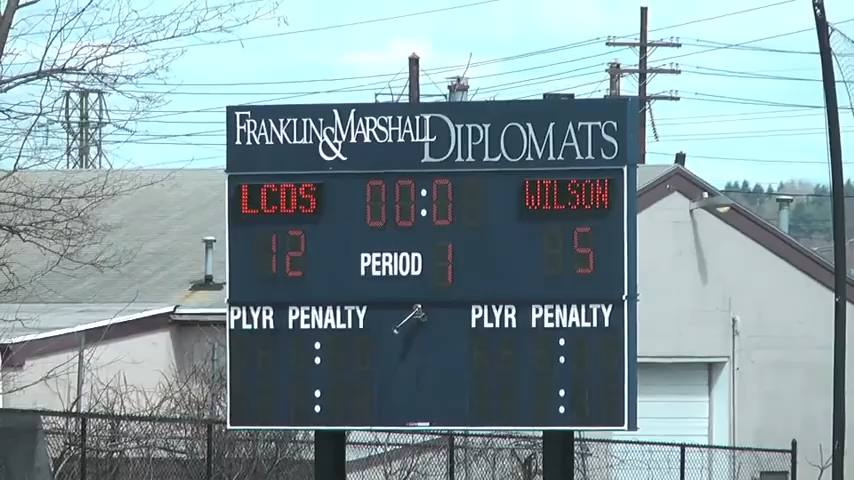 FRANKLIN & MARSHALL DIPLOMATS
LCDS 00:0 WILSON
12 PERIOD 1 5
PLYR PENALTY PLYR PENALTY
: :